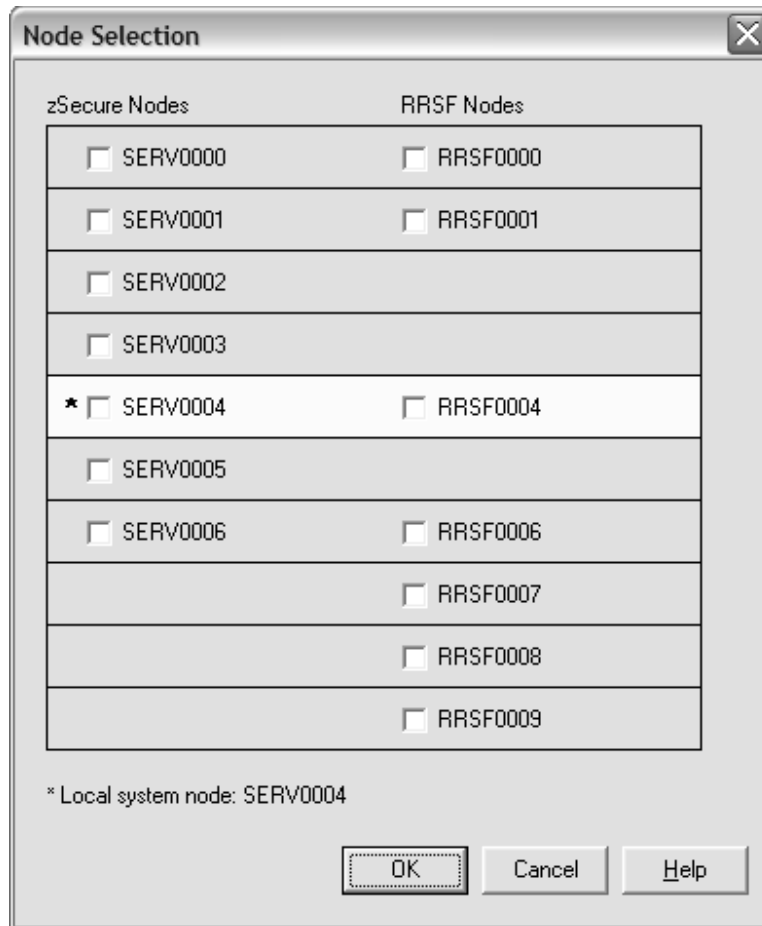 Node Selection
zSecure Nodes RRSF Nodes
SERV0000 RRSF0000
SERV0001 RRSF0001
SERV0002
SERV0003
* SERV0004 RRSF0004
SERV0005
SERV0006 RRSF0006
RRSF0007
RRSF0008
RRSF0009
* Local system node: SERV0004
OK Cancel Help